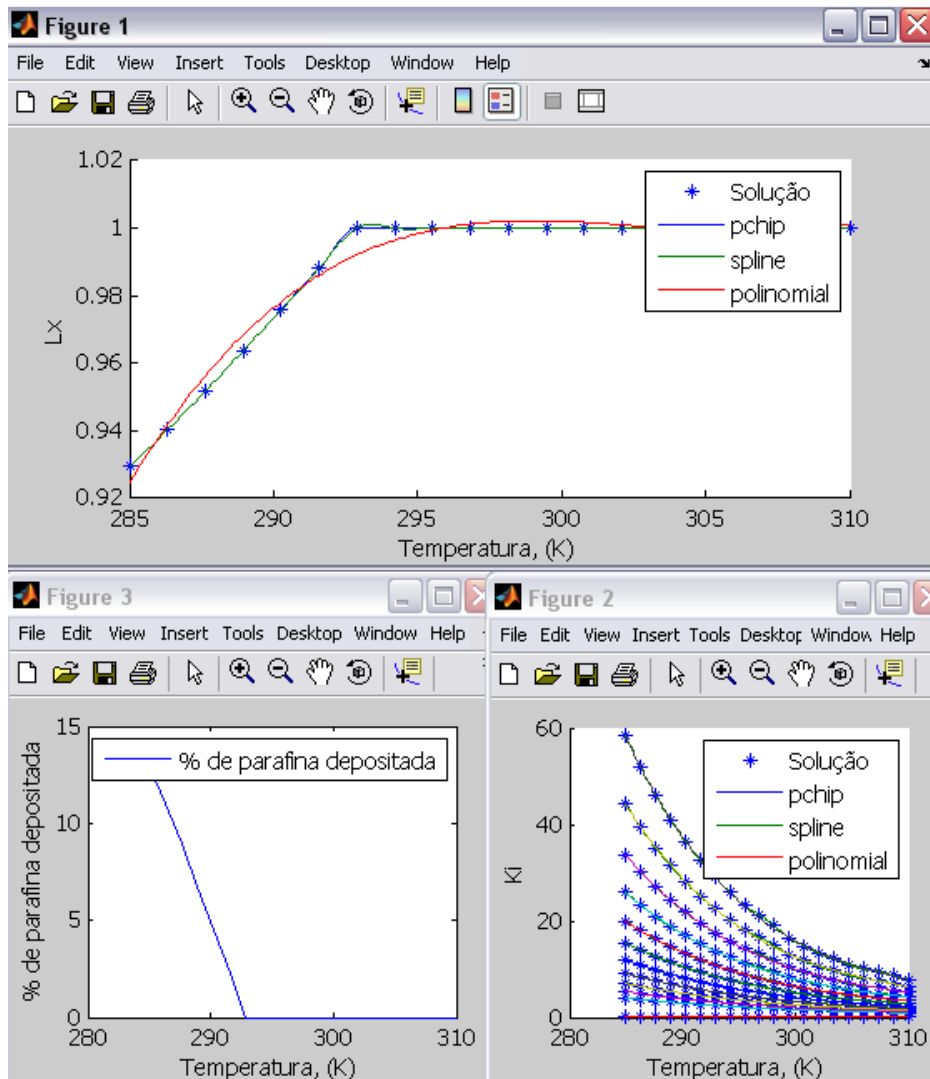 Figure 1
File Edit View Insert Tools Desktop Window Help
1.02
1
0.98
0.96
0.94
0.92
Lx
285 290 295 300 305 310
Temperatura, (K)
Solução
pchip
spline
polinomial
Figure 3
File Edit View Insert Tools Desktop Window Help
15
10
5
0
% de parafina depositada
% de parafina depositada
280 290 300 310
Temperatura, (K)
Figure 2
File Edit View Insert Tools Desktop Window Help
60
40
20
0
Ki
280 290 300 310
Temperatura, (K)
Solução
pchip
spline
polinomial